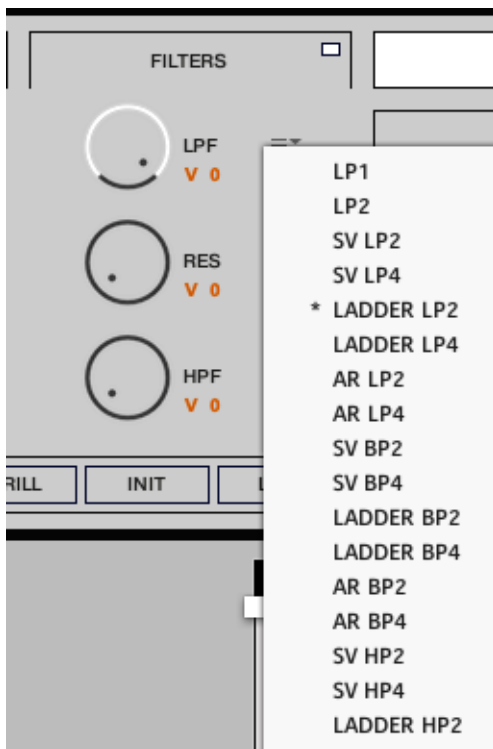 FILTERS
LPF
V 0
RES
V 0
HPF
V 0
RILL
INIT
L
LP1
LP2
SV LP2
SV LP4
* LADDER LP2
LADDER LP4
AR LP2
AR LP4
SV BP2
SV BP4
LADDER BP2
LADDER BP4
AR BP2
AR BP4
SV HP2
SV HP4
LADDER HP2